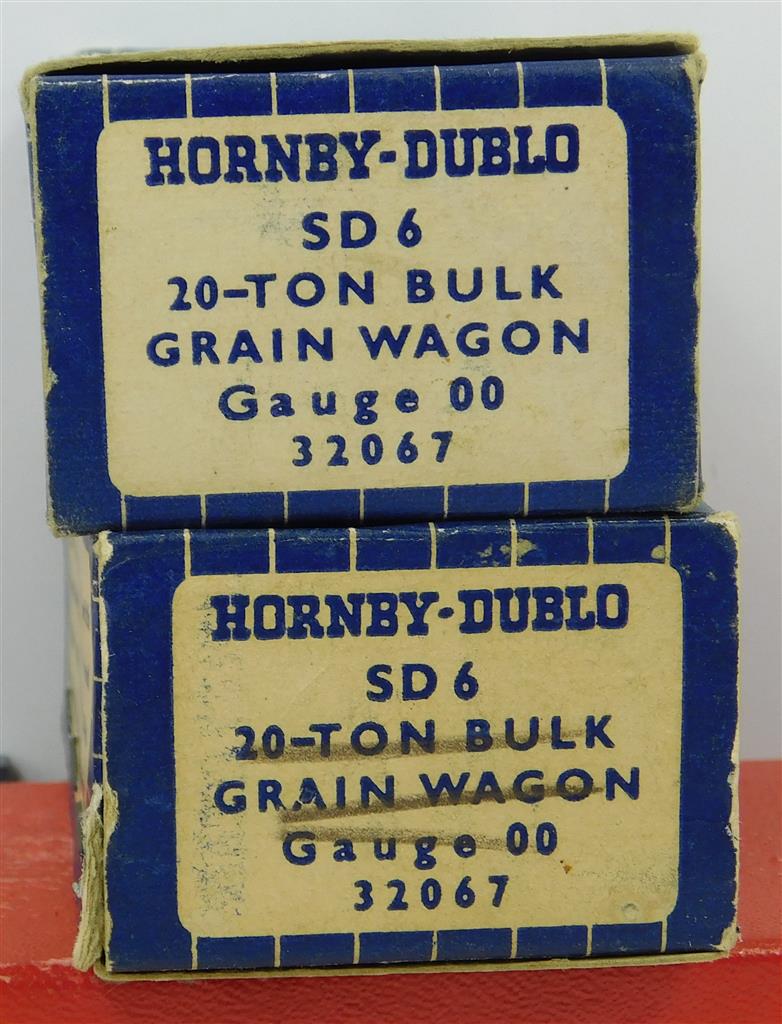 HORNBY-DUBLO
SD 6
20-TON BULK
GRAIN WAGON
Gauge 00
32067
HORNBY-DUBLO
SD 6
20-TON BULK
GRAIN WAGON
Gauge 00
32067